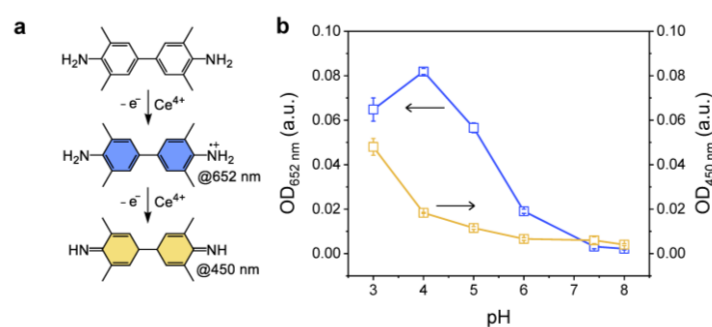 a
H₂N
NH₂
− e⁻
Ce⁴⁺
H₂N
•+
NH₂
@652 nm
− e⁻
Ce⁴⁺
HN
NH
@450 nm
b
OD₆₅₂ ₙₘ (a.u.)
0.10
0.08
0.06
0.04
0.02
0.00
0.10
0.08
0.06
0.04
0.02
0.00
OD₄₅₀ ₙₘ (a.u.)
3 4 5 6 7 8
pH